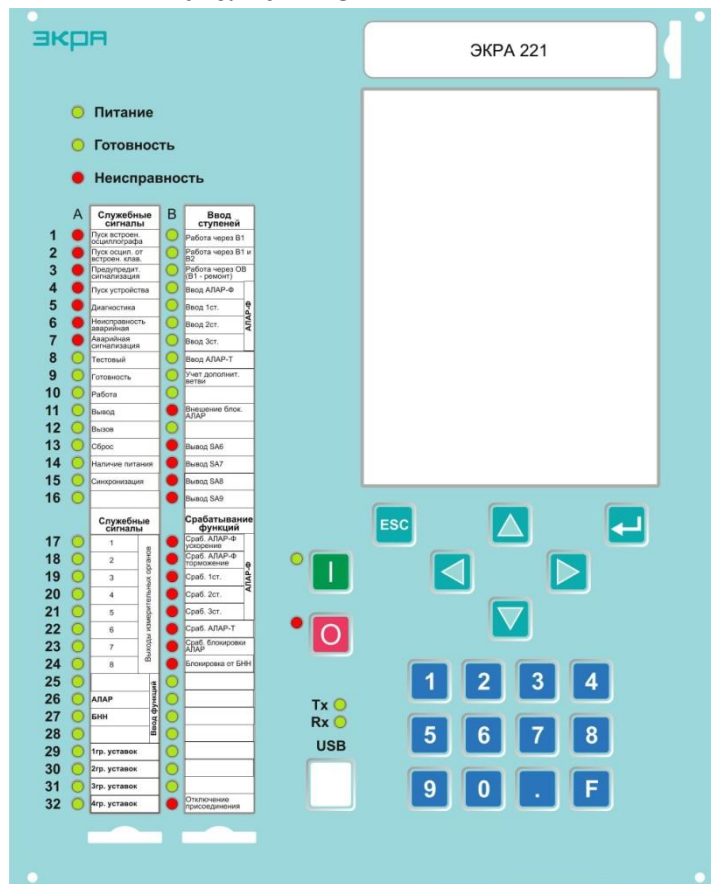 ЭКРА
ЭКРА 221
Питание
Готовность
Неисправность
A
Служебные
сигналы
B
Ввод
ступеней
1
Пуск встроен.
осциллографа
Работа через В1
2
Пуск осцил. от
встроен. клав.
Работа через В1 и
В2
3
Предупредит.
сигнализация
Работа через ОВ
(В1 - ремонт)
4
Пуск устройства
Ввод АЛАР-Ф
5
Диагностика
Ввод 1ст.
6
Неисправность
аварийная
Ввод 2ст.
7
Аварийная
сигнализация
Ввод 3ст.
АЛАР-Ф
8
Тестовый
Ввод АЛАР-Т
9
Готовность
Учет дополнит.
ветви
10
Работа
11
Вывод
Внешение блок.
АЛАР
12
Вызов
13
Сброс
Вывод SA6
14
Наличие питания
Вывод SA7
15
Синхронизация
Вывод SA8
16
Вывод SA9
Служебные
сигналы
Срабатывание
функций
17
1
Сраб. АЛАР-Ф
ускорение
18
2
Сраб. АЛАР-Ф
торможение
19
3
Сраб. 1ст.
20
4
Сраб. 2ст.
21
5
Сраб. 3ст.
АЛАР-Ф
22
6
Сраб. АЛАР-Т
23
7
Сраб. блокировки
АЛАР
24
8
Блокировка от БНН
Выходы измерительных органов
25
26
АЛАР
27
БНН
28
Ввод функций
29
1гр. уставок
30
2гр. уставок
31
3гр. уставок
32
4гр. уставок
Отключение
присоединения
ESC
I
O
Tx
Rx
USB
1 2 3 4
5 6 7 8
9 0 . F